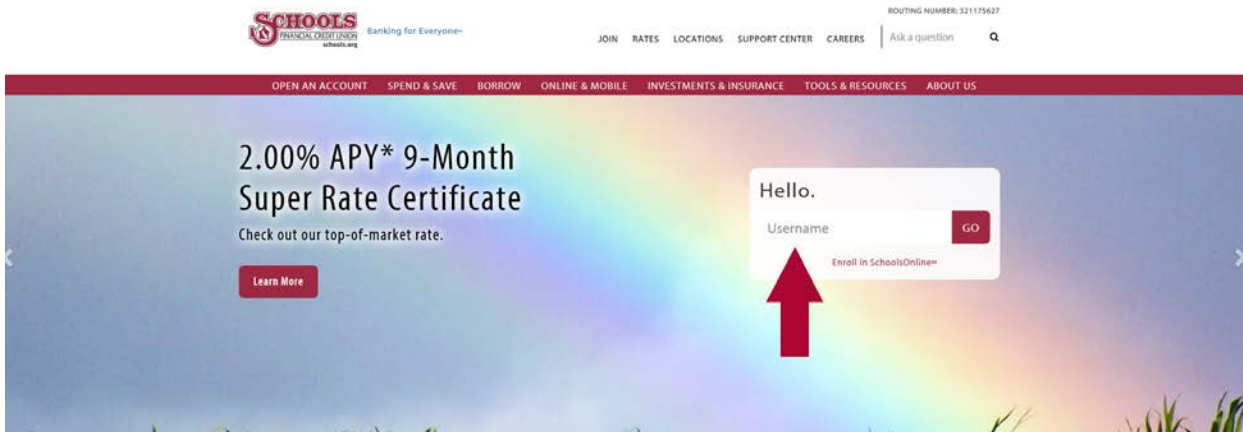 ROUTING NUMBER: 321175627
SCHOOLS
FINANCIAL CREDIT UNION
schools.org
Banking for Everyone℠
JOIN RATES LOCATIONS SUPPORT CENTER CAREERS Ask a question
OPEN AN ACCOUNT SPEND & SAVE BORROW ONLINE & MOBILE INVESTMENTS & INSURANCE TOOLS & RESOURCES ABOUT US
2.00% APY* 9-Month
Super Rate Certificate
Check out our top-of-market rate.
Learn More
Hello.
Username GO
Enroll in SchoolsOnline℠